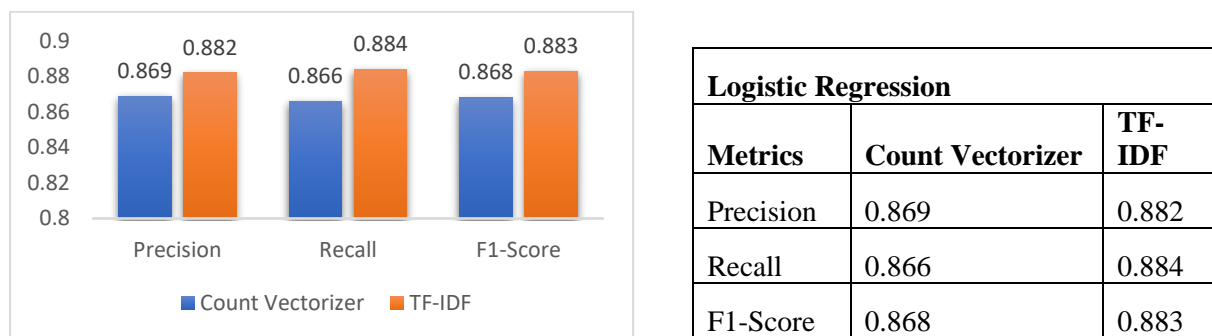 0.9
0.88
0.86
0.84
0.82
0.8
0.869
0.882
0.866
0.884
0.868
0.883
Precision
Recall
F1-Score
Count Vectorizer
TF-IDF
Logistic Regression
Metrics
Count Vectorizer
TF-
IDF
Precision 0.869 0.882
Recall 0.866 0.884
F1-Score 0.868 0.883